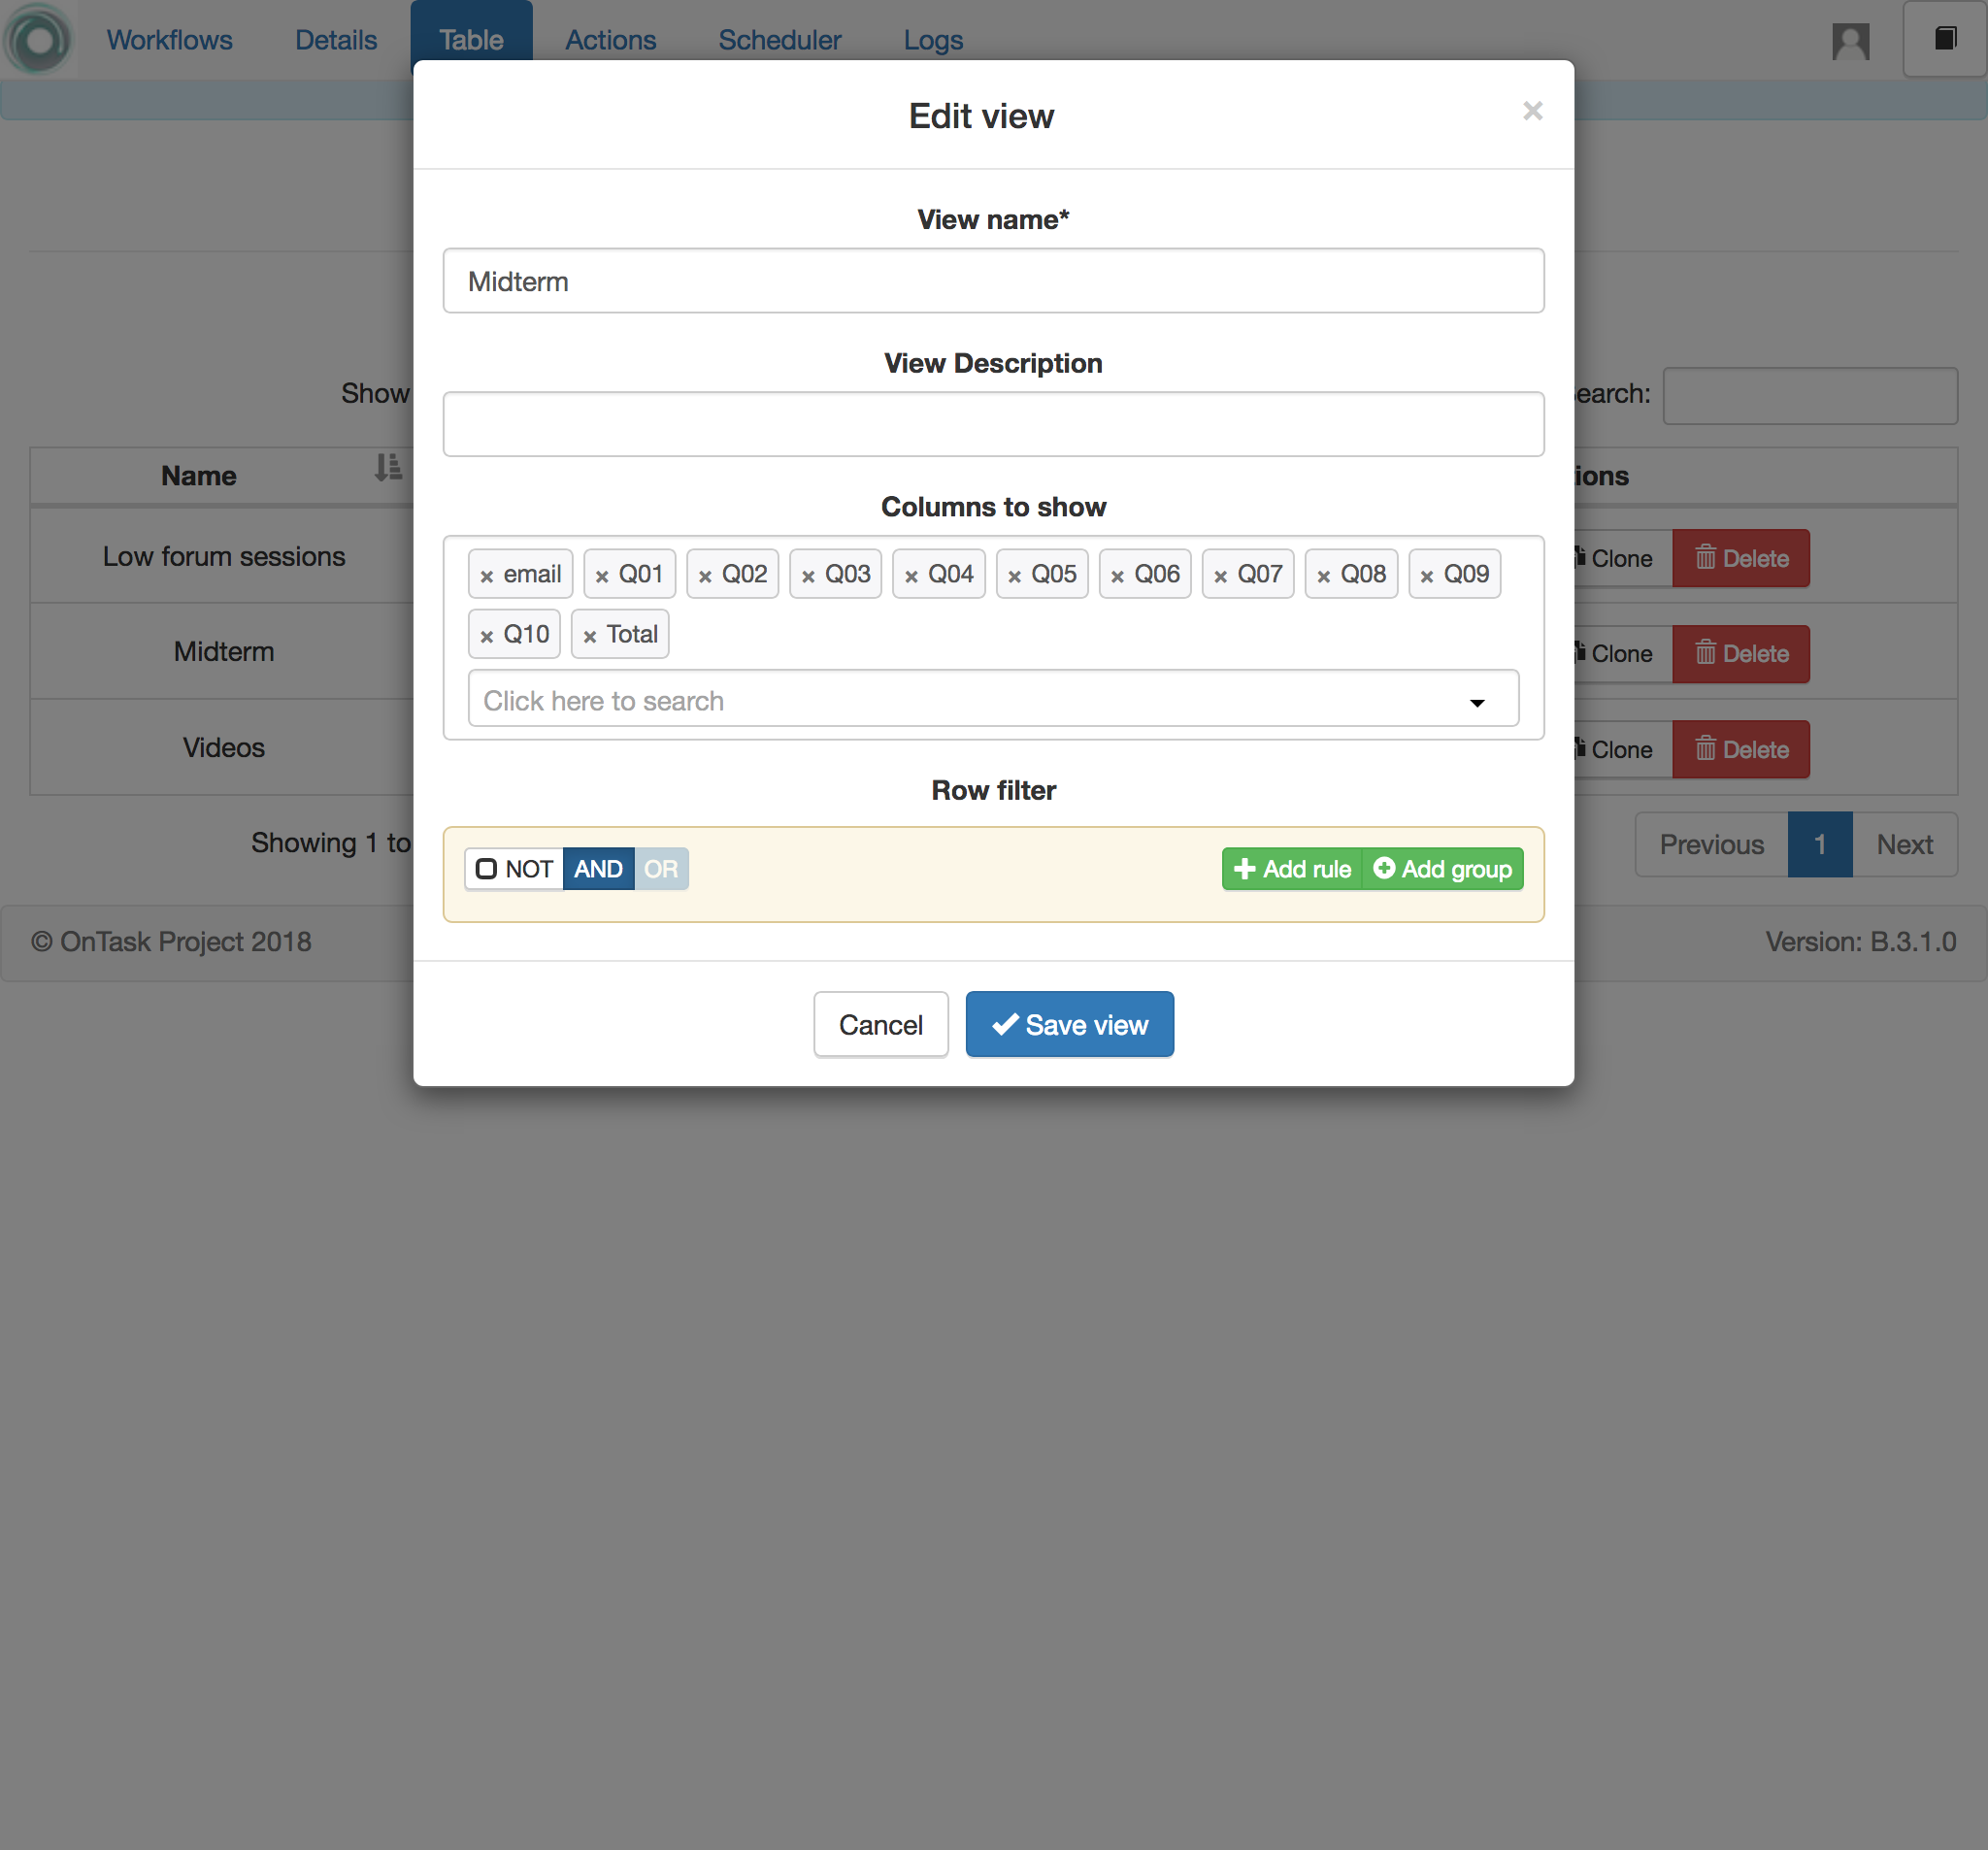 Workflows Details Table Actions Scheduler Logs
Edit view
×
View name*
Midterm
View Description
Show
Search:
Columns to show
Name
× email × Q01 × Q02 × Q03 × Q04 × Q05 × Q06 × Q07 × Q08 × Q09
× Q10 × Total
Click here to search
Low forum sessions
Clone Delete
Midterm
Clone Delete
Videos
Clone Delete
Row filter
NOT AND OR
Add rule Add group
Showing 1 to
Previous 1 Next
© OnTask Project 2018
Version: B.3.1.0
Cancel Save view